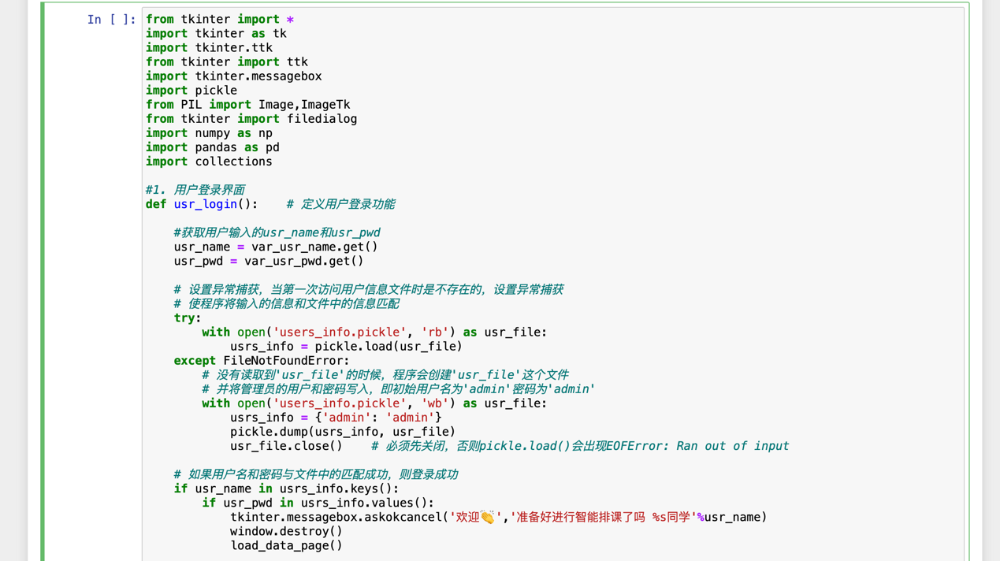 In [ ]: from tkinter import *
import tkinter as tk
import tkinter.ttk
from tkinter import ttk
import tkinter.messagebox
import pickle
from PIL import Image,ImageTk
from tkinter import filedialog
import numpy as np
import pandas as pd
import collections
#1. 用户登录界面
def usr_login():    # 定义用户登录功能
#获取用户输入的usr_name和usr_pwd
usr_name = var_usr_name.get()
usr_pwd = var_usr_pwd.get()
# 设置异常捕获，当第一次访问用户信息文件时是不存在的，设置异常捕获
# 使程序将输入的信息和文件中的信息匹配
try:
with open('users_info.pickle', 'rb') as usr_file:
usrs_info = pickle.load(usr_file)
except FileNotFoundError:
# 没有读取到'usr_file'的时候，程序会创建'usr_file'这个文件
# 并将管理员的用户和密码写入，即初始用户名为'admin'密码为'admin'
with open('users_info.pickle', 'wb') as usr_file:
usrs_info = {'admin': 'admin'}
pickle.dump(usrs_info, usr_file)
usr_file.close()    # 必须先关闭，否则pickle.load()会出现EOFError: Ran out of input
# 如果用户名和密码与文件中的匹配成功，则登录成功
if usr_name in usrs_info.keys():
if usr_pwd in usrs_info.values():
tkinter.messagebox.askokcancel('欢迎👏','准备好进行智能排课了吗 %s同学'%usr_name)
window.destroy()
load_data_page()